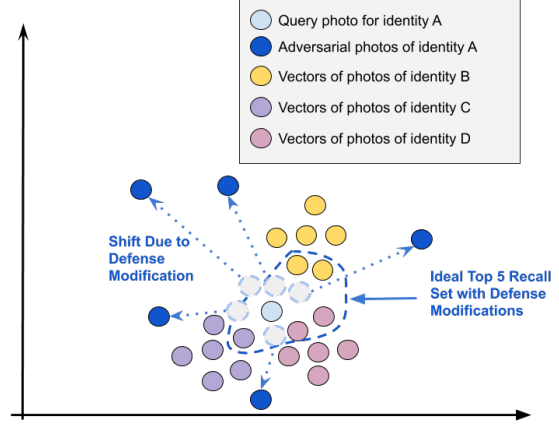 Query photo for identity A
Adversarial photos of identity A
Vectors of photos of identity B
Vectors of photos of identity C
Vectors of photos of identity D
Shift Due to
Defense
Modification
Ideal Top 5 Recall
Set with Defense
Modifications